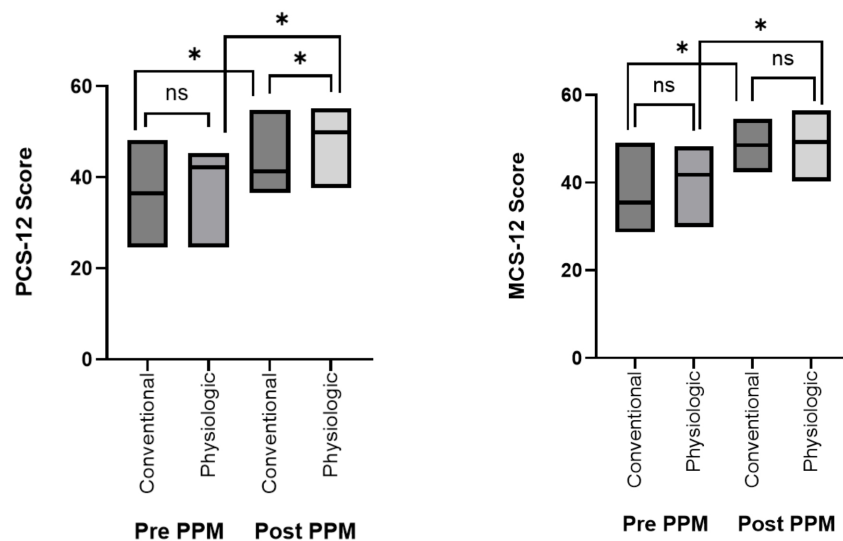 *
*
*
ns
60
40
20
0
PCS-12 Score
Conventional
Physiologic
Conventional
Physiologic
Pre PPM
Post PPM
*
*
ns
ns
60
40
20
0
MCS-12 Score
Conventional
Physiologic
Conventional
Physiologic
Pre PPM
Post PPM